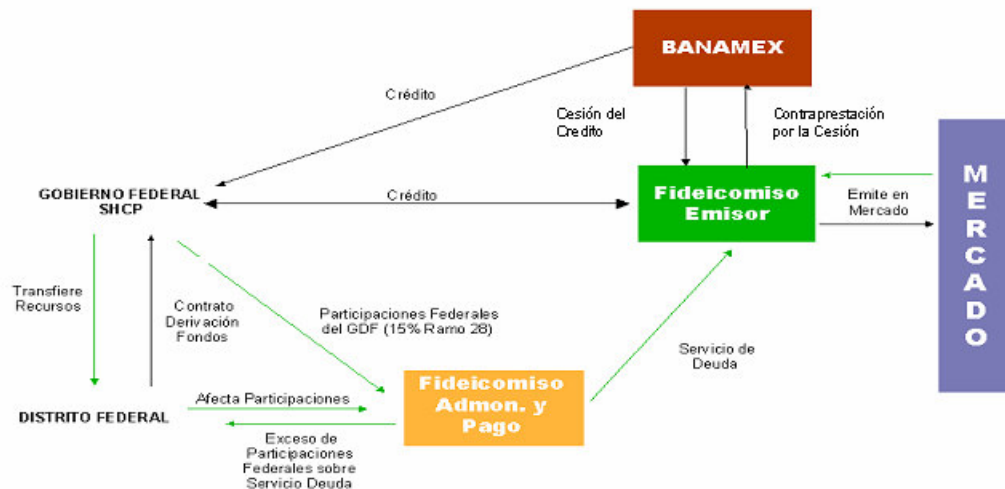 BANAMEX
Crédito
Cesión del
Credito
Contraprestación
por la Cesión
MERCADO
GOBIERNO FEDERAL
SHCP
Crédito
Fideicomiso
Emisor
Emite en
Mercado
Transfiere
Recursos
Contrato
Derivación
Fondos
Participaciones Federales
del GDF (15% Ramo 28)
Servicio de
Deuda
DISTRITO FEDERAL
Afecta Participaciones
Fideicomiso
Admon. y
Pago
Exceso de
Participaciones
Federales sobre
Servicio Deuda